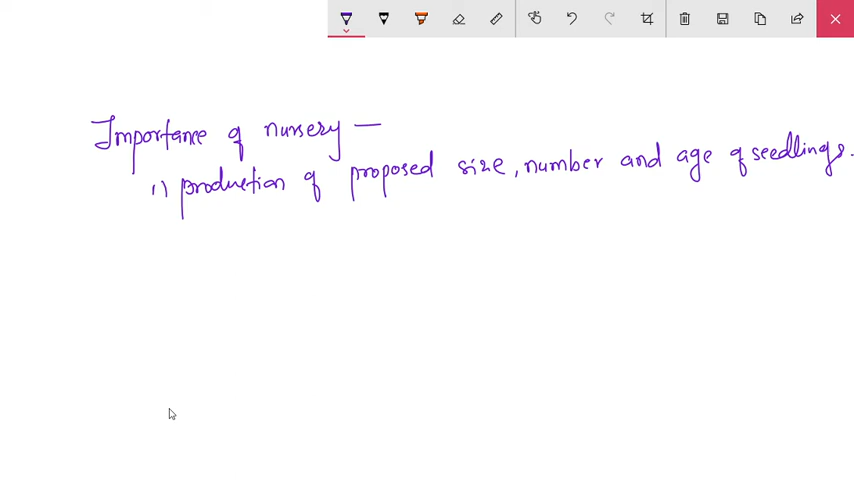 Importance of nursery —
1) production of proposed size, number and age of seedlings.